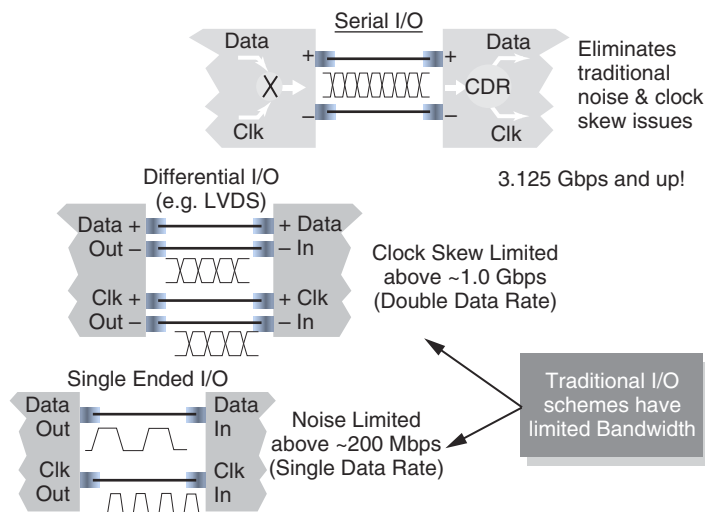 Serial I/O
Data
+
+
Data
X
CDR
Clk
–
–
Clk
Eliminates
traditional
noise & clock
skew issues
3.125 Gbps and up!
Differential I/O
(e.g. LVDS)
Data +
+ Data
Out –
– In
Clk +
+ Clk
Out –
– In
Clock Skew Limited
above ~1.0 Gbps
(Double Data Rate)
Single Ended I/O
Data
Out
Data
In
Clk
Out
Clk
In
Noise Limited
above ~200 Mbps
(Single Data Rate)
Traditional I/O
schemes have
limited Bandwidth